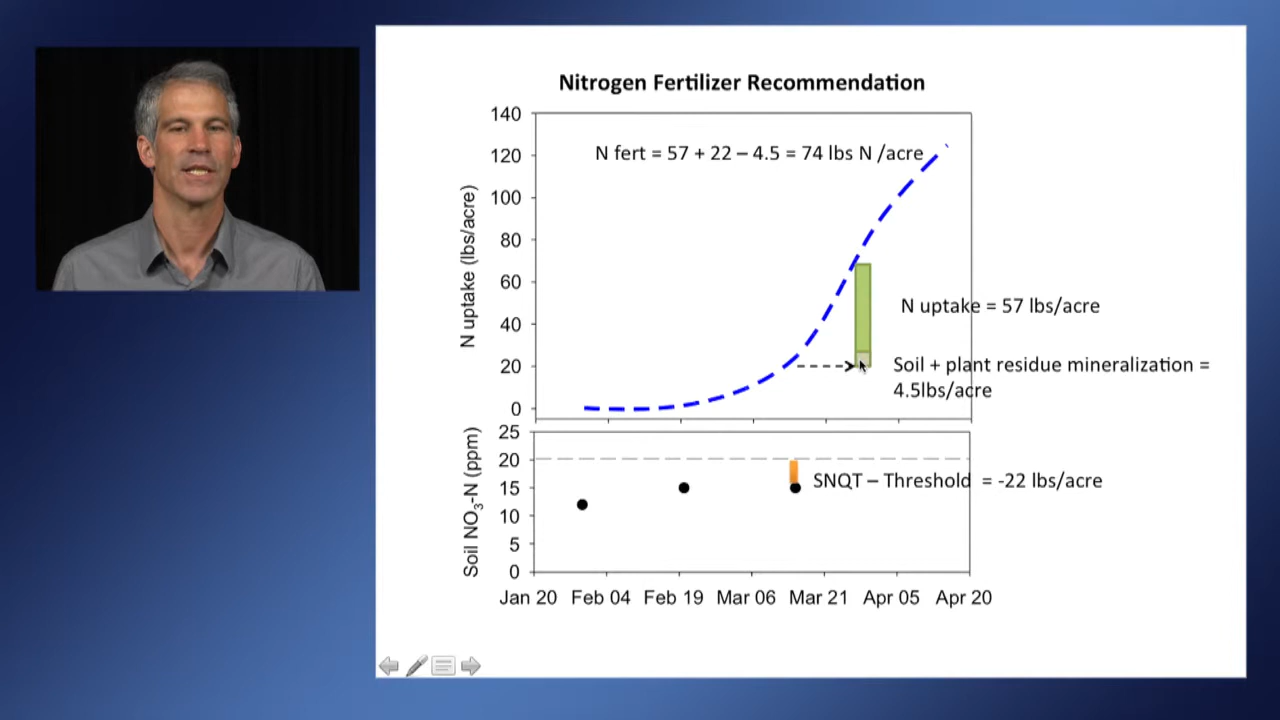 Nitrogen Fertilizer Recommendation
140
N fert = 57 + 22 – 4.5 = 74 lbs N /acre
120
100
80
60
40
20
0
N uptake (lbs/acre)
N uptake = 57 lbs/acre
Soil + plant residue mineralization =
4.5lbs/acre
25
20
15
10
5
0
Soil NO₃-N (ppm)
SNQT – Threshold = -22 lbs/acre
Jan 20 Feb 04 Feb 19 Mar 06 Mar 21 Apr 05 Apr 20